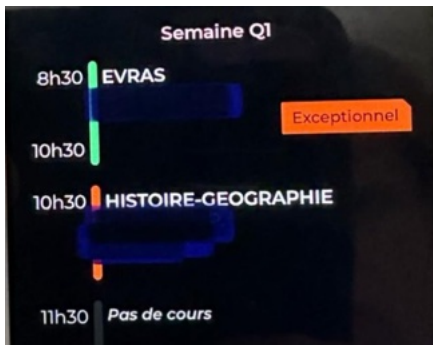 Semaine Q1
8h30 EVRAS
Exceptionnel
10h30
10h30 HISTOIRE-GEOGRAPHIE
11h30 Pas de cours